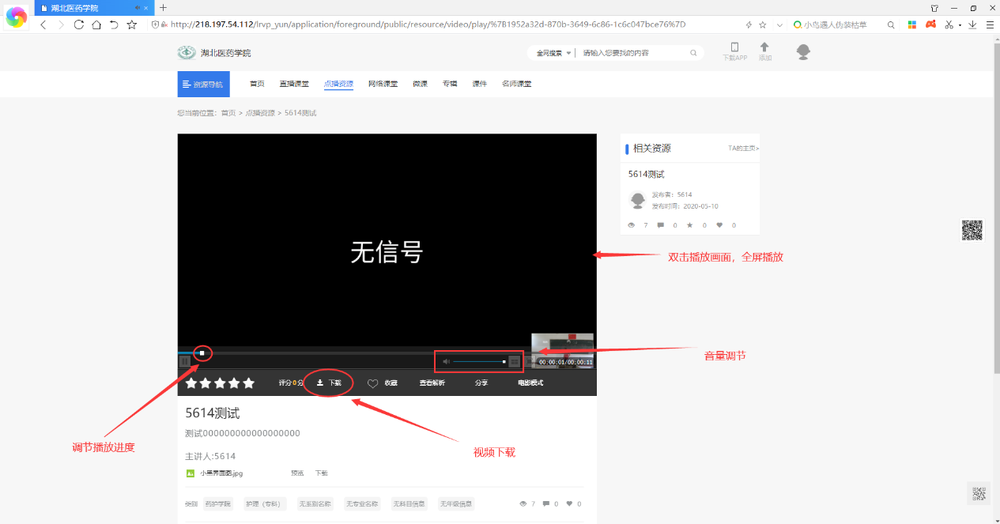 湖北医药学院
http://218.197.54.112/lrvp_yun/application/foreground/public/resource/video/play/%7B1952a32d-870b-3649-6c86-1c6c047bce76%7D
小鸟遇人伪装枯草
湖北医药学院
全网搜索
请输入您要找的内容
下载APP
添加
资源导航
首页
直播课堂
点播资源
网络课堂
微课
专辑
课件
名师课堂
您当前位置：首页 > 点播资源 > 5614测试
无信号
00:00:01/00:00:11
评分0分
下载
收藏
查看解析
分享
电影模式
相关资源
TA的主页>
5614测试
发布者：5614
发布时间：2020-05-10
7 0 0 0
双击播放画面，全屏播放
音量调节
调节播放进度
视频下载
5614测试
测试000000000000000000
主讲人:5614
小黑界面图.jpg
预览
下载
类别
药护学院
护理（专科）
无系别名称
无专业名称
无科目信息
无年级信息
7 0 0